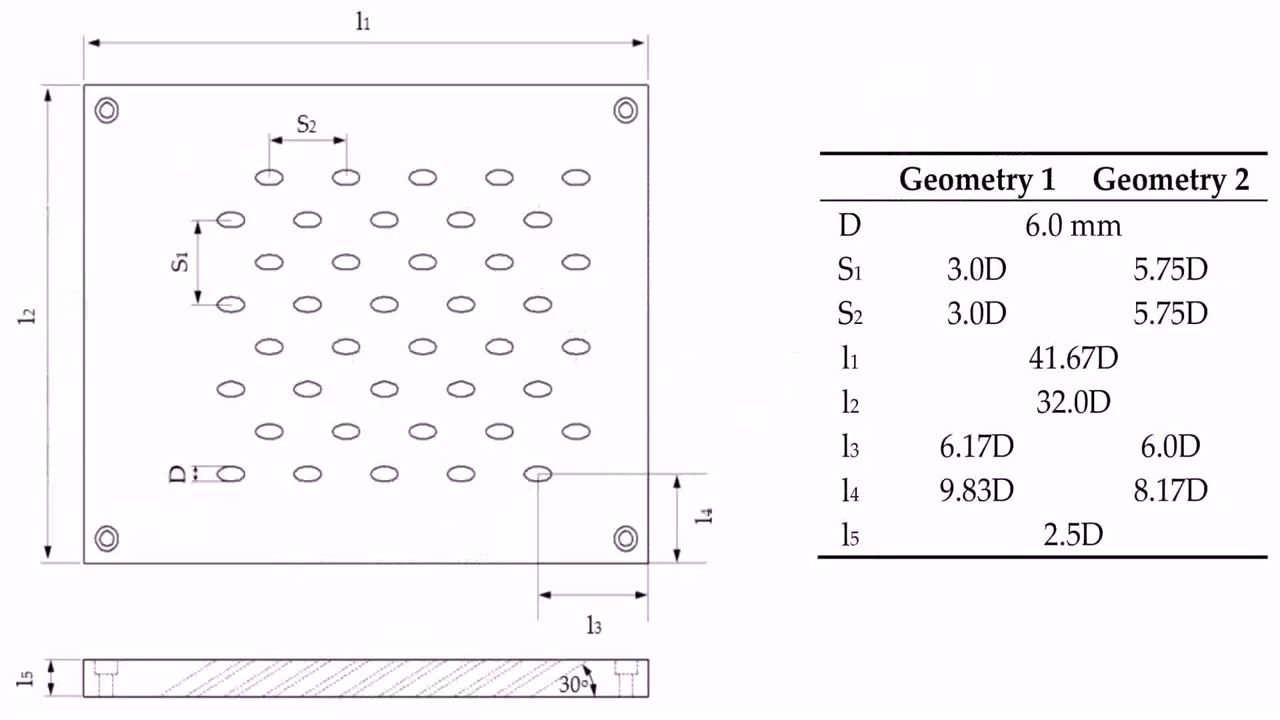 l1
S2
S1
l2
D
l4
l3
l5
30°
Geometry 1 Geometry 2
D 6.0 mm
S1 3.0D 5.75D
S2 3.0D 5.75D
l1 41.67D
l2 32.0D
l3 6.17D 6.0D
l4 9.83D 8.17D
l5 2.5D